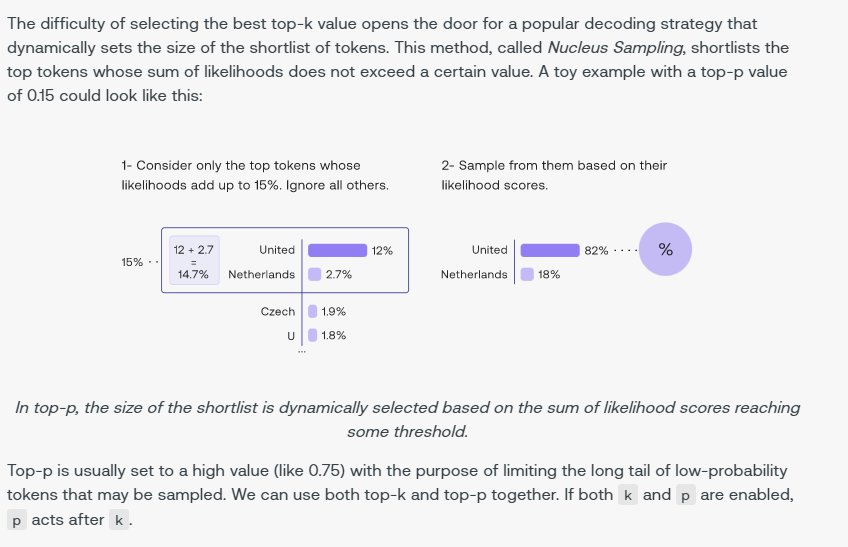 The difficulty of selecting the best top-k value opens the door for a popular decoding strategy that
dynamically sets the size of the shortlist of tokens. This method, called Nucleus Sampling, shortlists the
top tokens whose sum of likelihoods does not exceed a certain value. A toy example with a top-p value
of 0.15 could look like this:
1- Consider only the top tokens whose
likelihoods add up to 15%. Ignore all others.
15% ··
12 + 2.7
=
14.7%
United 12%
Netherlands 2.7%
Czech 1.9%
U 1.8%
...
2- Sample from them based on their
likelihood scores.
United 82% ···· %
Netherlands 18%
In top-p, the size of the shortlist is dynamically selected based on the sum of likelihood scores reaching
some threshold.
Top-p is usually set to a high value (like 0.75) with the purpose of limiting the long tail of low-probability
tokens that may be sampled. We can use both top-k and top-p together. If both k and p are enabled,
p acts after k.